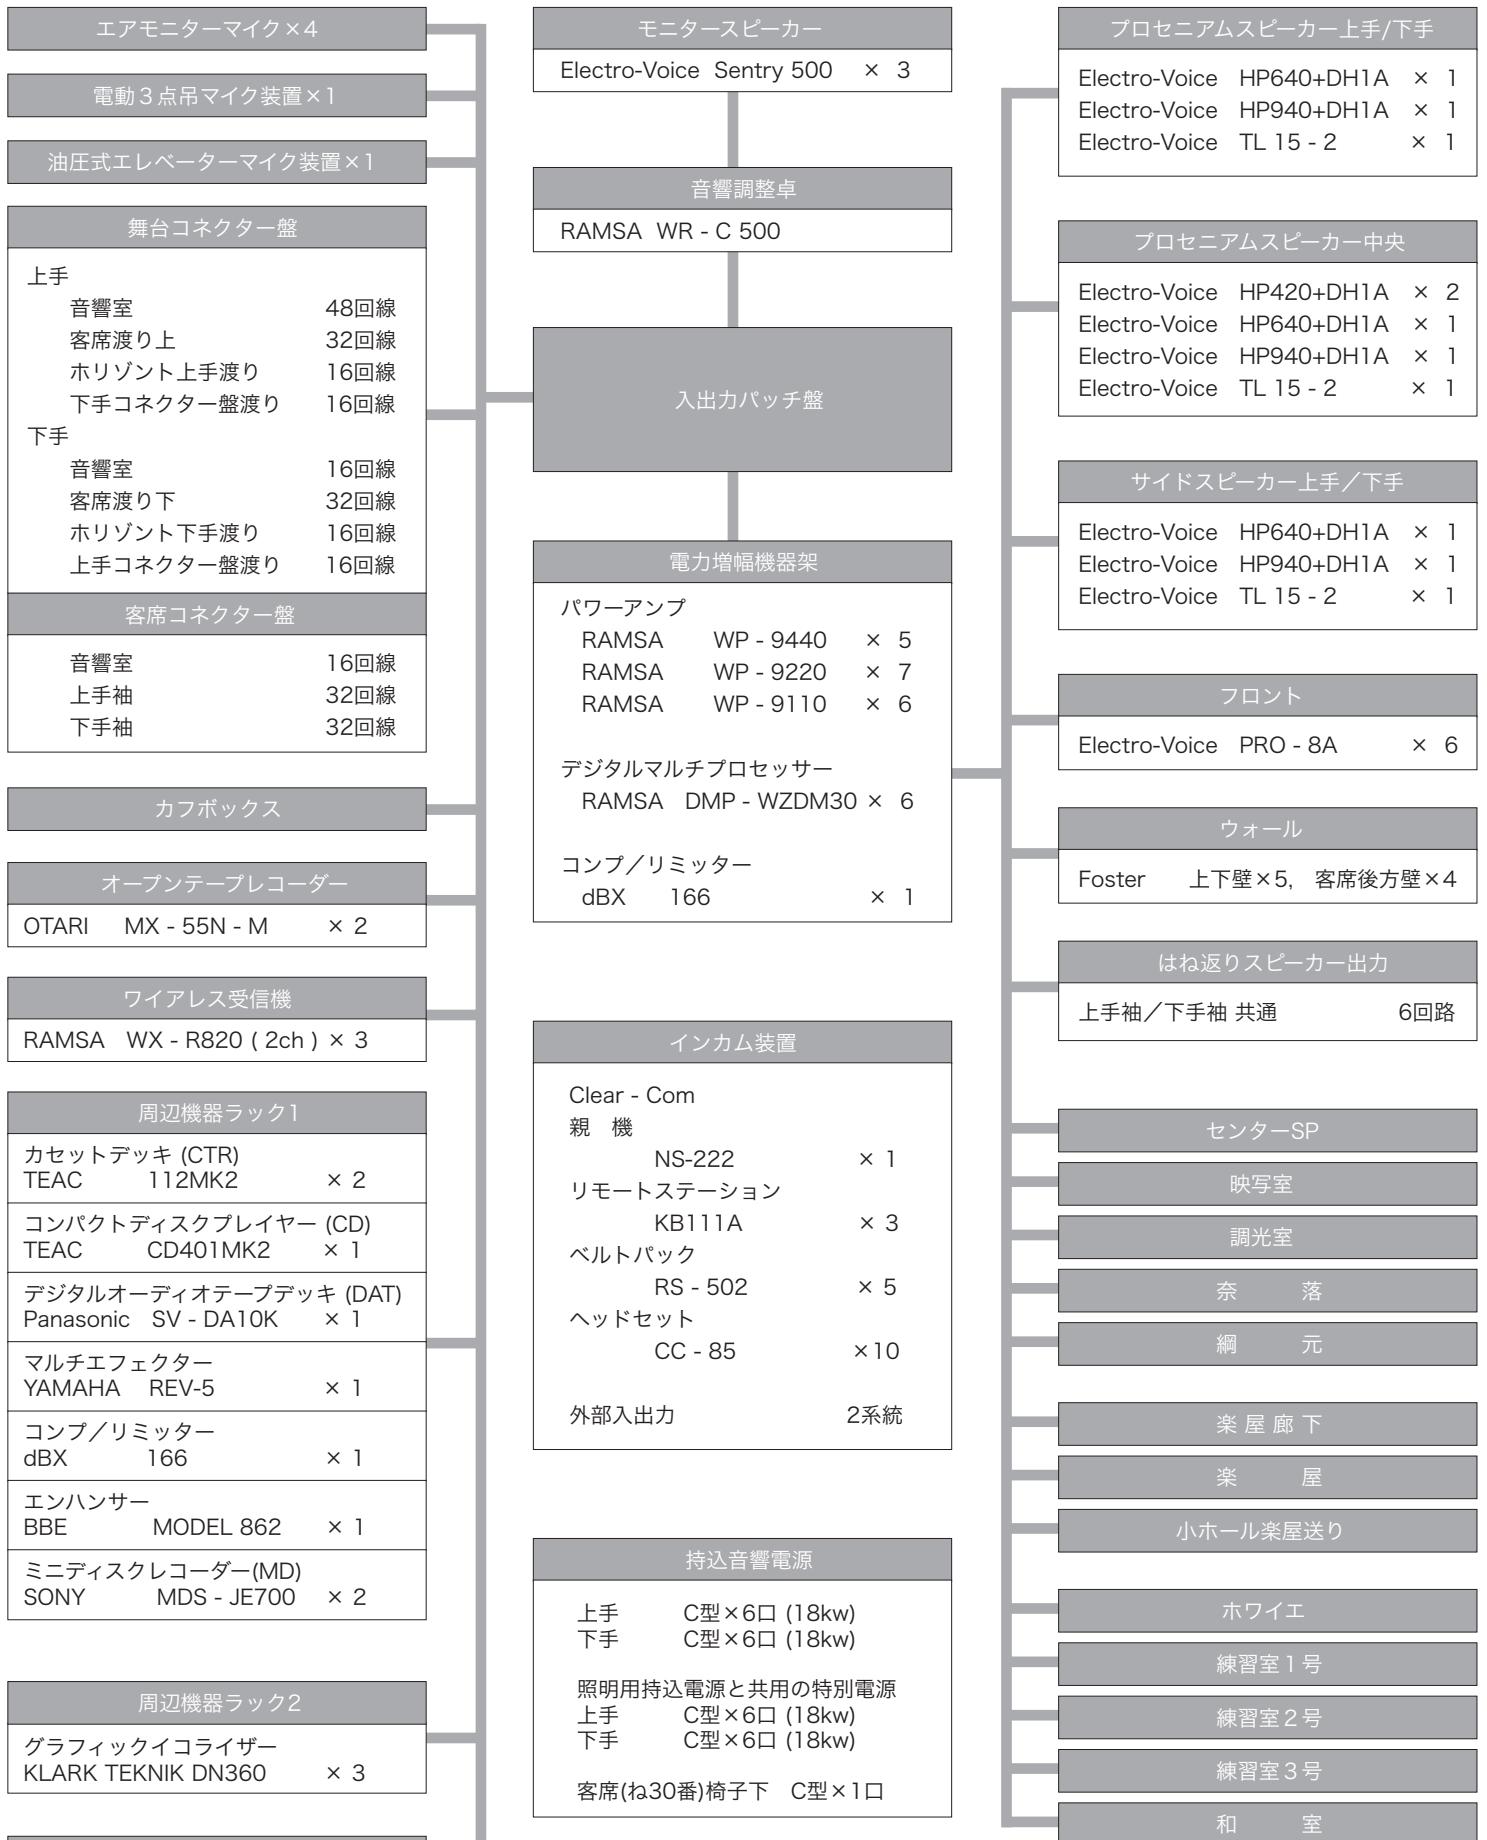 エアモニターマイク×4
電動３点吊マイク装置×1
油圧式エレベーターマイク装置×1
舞台コネクター盤
上手
音響室 48回線
客席渡り上 32回線
ホリゾント上手渡り 16回線
下手コネクター盤渡り 16回線
下手
音響室 16回線
客席渡り下 32回線
ホリゾント下手渡り 16回線
上手コネクター盤渡り 16回線
客席コネクター盤
音響室 16回線
上手袖 32回線
下手袖 32回線
カフボックス
オープンテープレコーダー
OTARI MX - 55N - M × 2
ワイアレス受信機
RAMSA WX - R820 ( 2ch ) × 3
周辺機器ラック1
カセットデッキ (CTR)
TEAC 112MK2 × 2
コンパクトディスクプレイヤー (CD)
TEAC CD401MK2 × 1
デジタルオーディオテープデッキ (DAT)
Panasonic SV - DA10K × 1
マルチエフェクター
YAMAHA REV-5 × 1
コンプ／リミッター
dBX 166 × 1
エンハンサー
BBE MODEL 862 × 1
ミニディスクレコーダー(MD)
SONY MDS - JE700 × 2
周辺機器ラック2
グラフィックイコライザー
KLARK TEKNIK DN360 × 3
モニタースピーカー
Electro-Voice Sentry 500 × 3
音響調整卓
RAMSA WR - C 500
入出力パッチ盤
電力増幅機器架
パワーアンプ
RAMSA WP - 9440 × 5
RAMSA WP - 9220 × 7
RAMSA WP - 9110 × 6
デジタルマルチプロセッサー
RAMSA DMP - WZDM30 × 6
コンプ／リミッター
dBX 166 × 1
インカム装置
Clear - Com
親 機
NS-222 × 1
リモートステーション
KB111A × 3
ベルトパック
RS - 502 × 5
ヘッドセット
CC - 85 ×10
外部入出力 2系統
持込音響電源
上手 C型×6口 (18kw)
下手 C型×6口 (18kw)
照明用持込電源と共用の特別電源
上手 C型×6口 (18kw)
下手 C型×6口 (18kw)
客席(ね30番)椅子下 C型×1口
プロセニアムスピーカー上手/下手
Electro-Voice HP640+DH1A × 1
Electro-Voice HP940+DH1A × 1
Electro-Voice TL 15 - 2 × 1
プロセニアムスピーカー中央
Electro-Voice HP420+DH1A × 2
Electro-Voice HP640+DH1A × 1
Electro-Voice HP940+DH1A × 1
Electro-Voice TL 15 - 2 × 1
サイドスピーカー上手／下手
Electro-Voice HP640+DH1A × 1
Electro-Voice HP940+DH1A × 1
Electro-Voice TL 15 - 2 × 1
フロント
Electro-Voice PRO - 8A × 6
ウォール
Foster 上下壁×5, 客席後方壁×4
はね返りスピーカー出力
上手袖／下手袖 共通 6回路
センターSP
映写室
調光室
奈 落
綱 元
楽 屋 廊 下
楽 屋
小ホール楽屋送り
ホワイエ
練習室１号
練習室２号
練習室３号
和 室